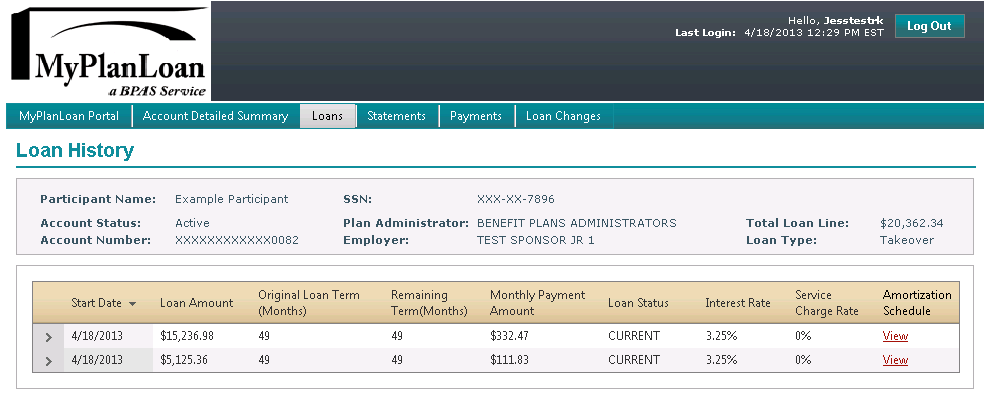 MyPlanLoan
a BPAS Service
Hello, Jesstestrk
Last Login: 4/18/2013 12:29 PM EST
Log Out
MyPlanLoan Portal Account Detailed Summary Loans Statements Payments Loan Changes
Loan History
Participant Name: Example Participant SSN: XXX-XX-7896
Account Status: Active Plan Administrator: BENEFIT PLANS ADMINISTRATORS Total Loan Line: $20,362.34
Account Number: XXXXXXXXXXXX0082 Employer: TEST SPONSOR JR 1 Loan Type: Takeover
Start Date Loan Amount Original Loan Term (Months) Remaining Term(Months) Monthly Payment Amount Loan Status Interest Rate Service Charge Rate Amortization Schedule
4/18/2013 $15,236.98 49 49 $332.47 CURRENT 3.25% 0% View
4/18/2013 $5,125.36 49 49 $111.83 CURRENT 3.25% 0% View